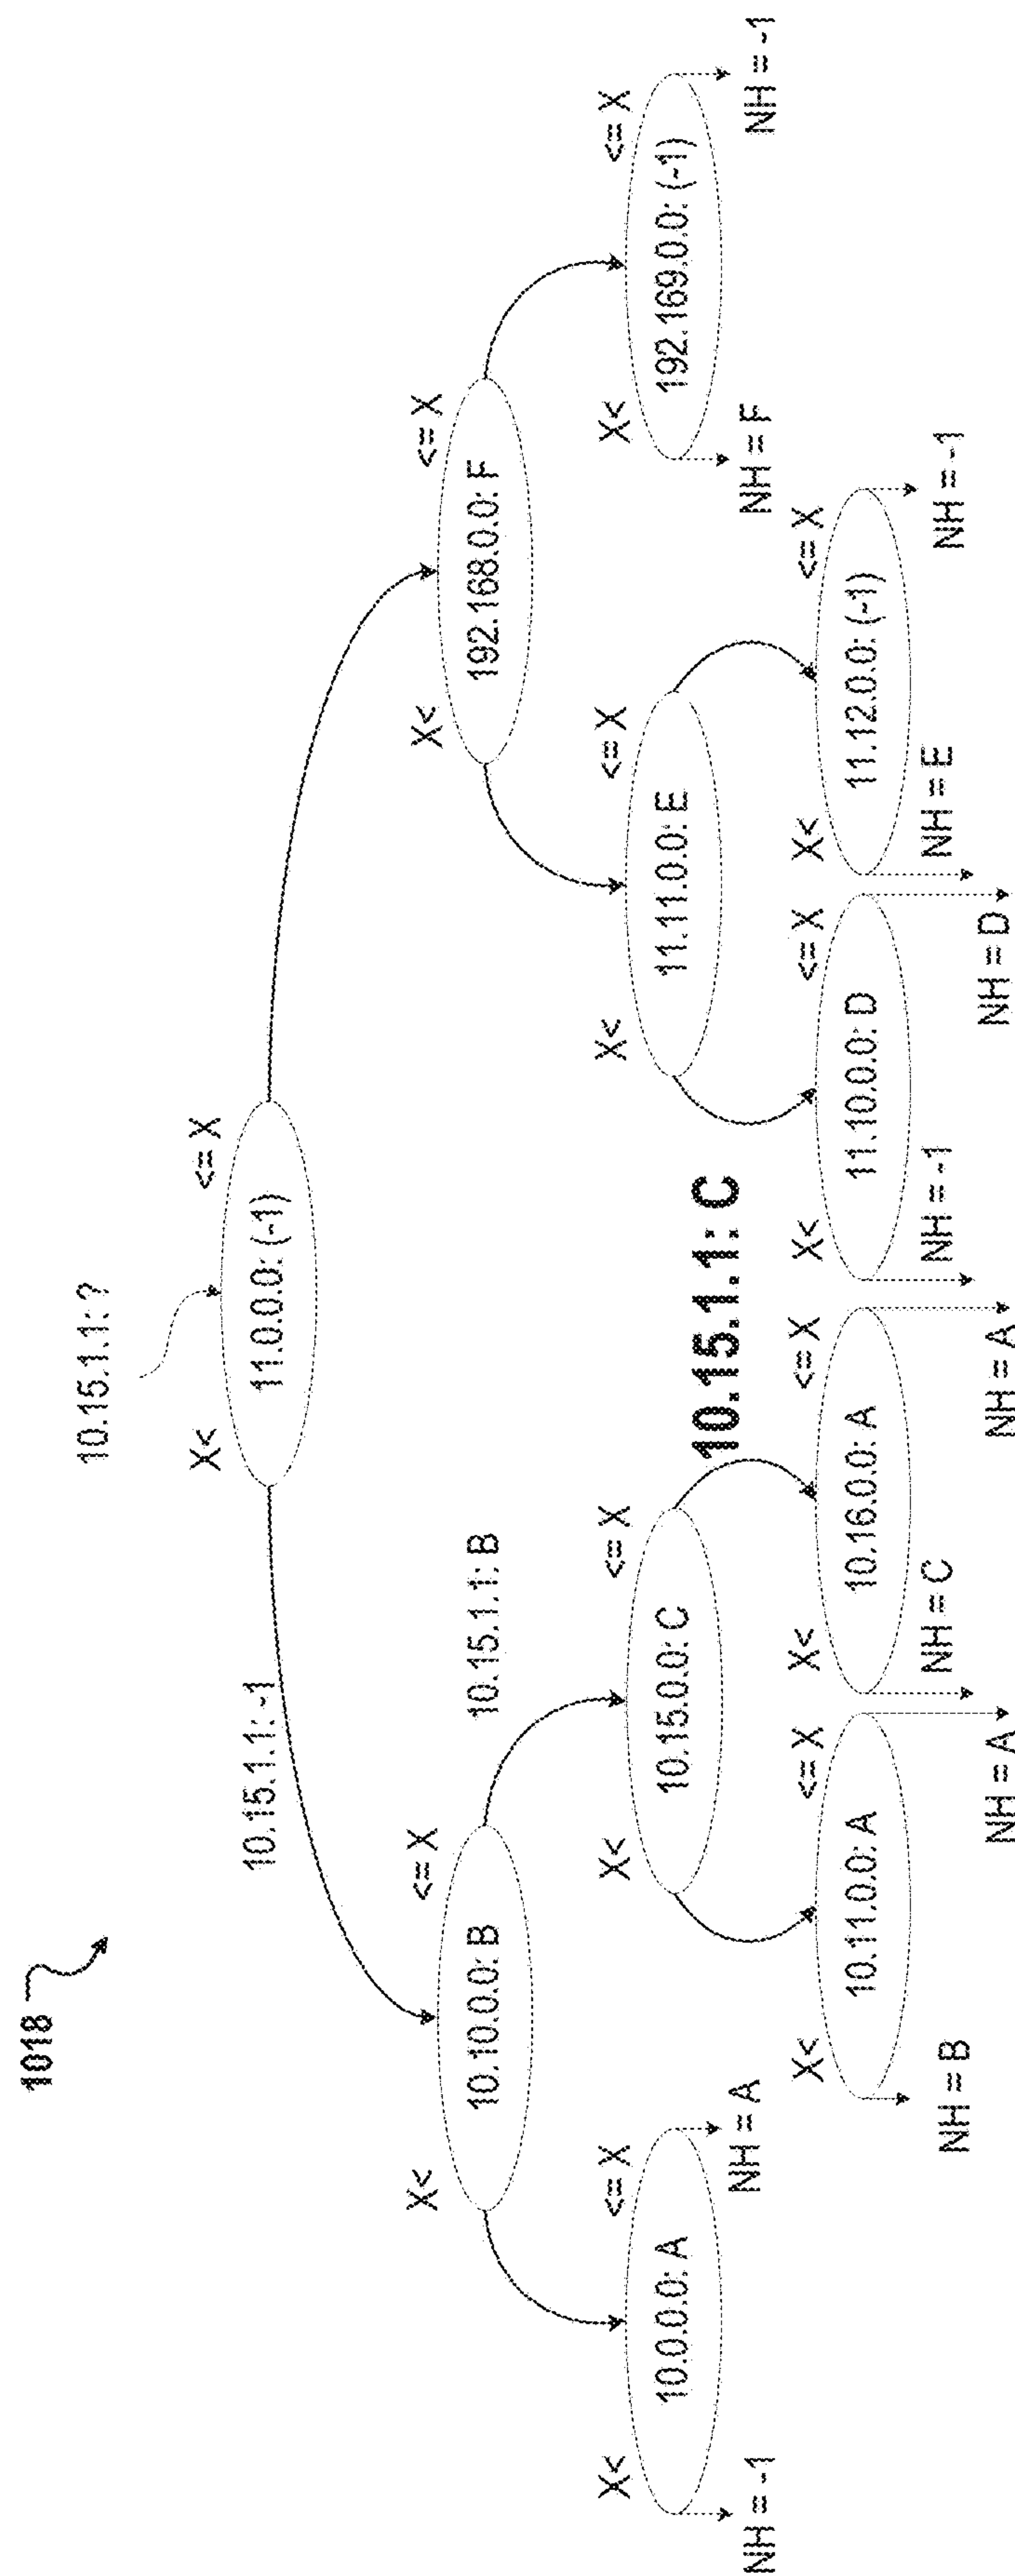 1018
10.15.1.1: ?
X<
<= X
11.0.0.0: (-1)
10.15.1.1: -1
X<
<= X
10.10.0.0: B
10.15.1.1: B
X<
<= X
192.168.0.0: F
X<
<= X
10.0.0.0: A
NH = -1
NH = A
X<
<= X
10.15.0.0: C
10.15.1.1: C
X<
<= X
11.11.0.0: E
X<
<= X
192.169.0.0: (-1)
NH = F
NH = -1
X<
<= X
10.11.0.0: A
NH = B
NH = A
X<
<= X
10.16.0.0: A
NH = C
NH = A
X<
<= X
11.10.0.0: D
NH = -1
NH = D
X<
<= X
11.12.0.0: (-1)
NH = E
NH = -1